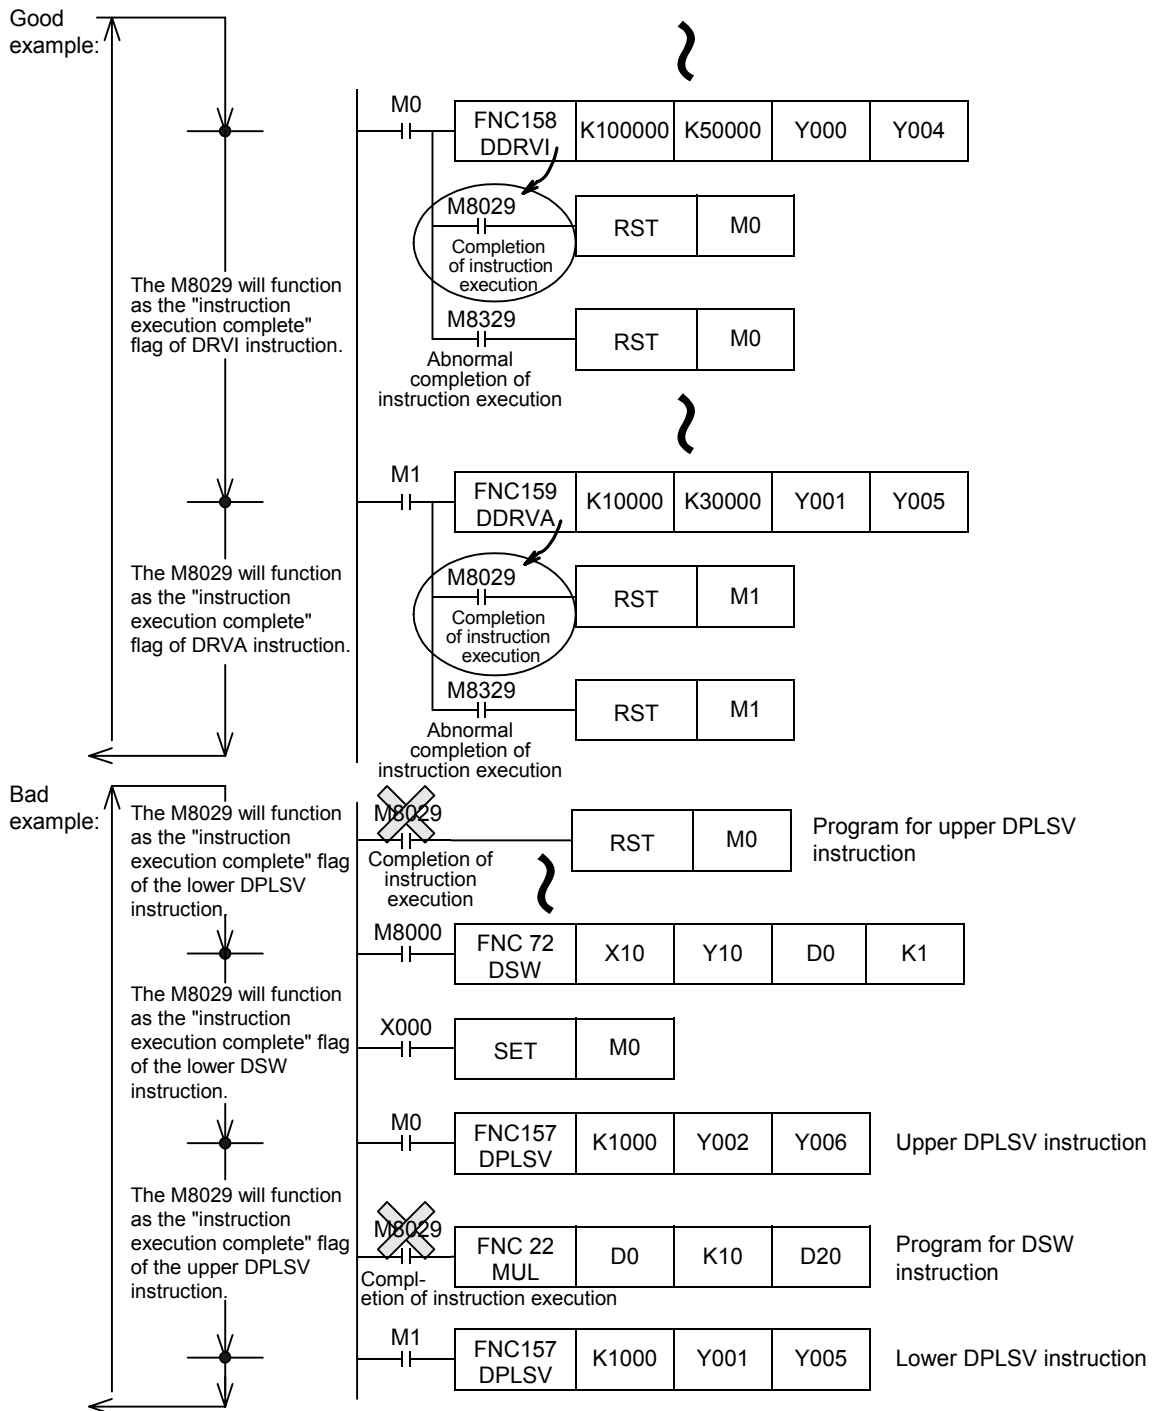 Good
example:
M0
FNC158
DDRVI
K100000
K50000
Y000
Y004
M8029
Completion
of instruction
execution
RST
M0
The M8029 will function
as the "instruction
execution complete"
flag of DRVI instruction.
M8329
Abnormal
completion of
instruction execution
RST
M0
M1
FNC159
DDRVA
K10000
K30000
Y001
Y005
The M8029 will function
as the "instruction
execution complete"
flag of DRVA instruction.
M8029
Completion
of instruction
execution
RST
M1
M8329
Abnormal
completion of
instruction execution
RST
M1
Bad
example:
The M8029 will function
as the "instruction
execution complete" flag
of the lower DPLSV
instruction.
M8029
Completion of
instruction
execution
RST
M0
Program for upper DPLSV
instruction
M8000
FNC 72
DSW
X10
Y10
D0
K1
The M8029 will function
as the "instruction
execution complete" flag
of the lower DSW
instruction.
X000
SET
M0
M0
FNC157
DPLSV
K1000
Y002
Y006
Upper DPLSV instruction
The M8029 will function
as the "instruction
execution complete" flag
of the upper DPLSV
instruction.
M8029
Compl-
etion of instruction execution
FNC 22
MUL
D0
K10
D20
Program for DSW
instruction
M1
FNC157
DPLSV
K1000
Y001
Y005
Lower DPLSV instruction